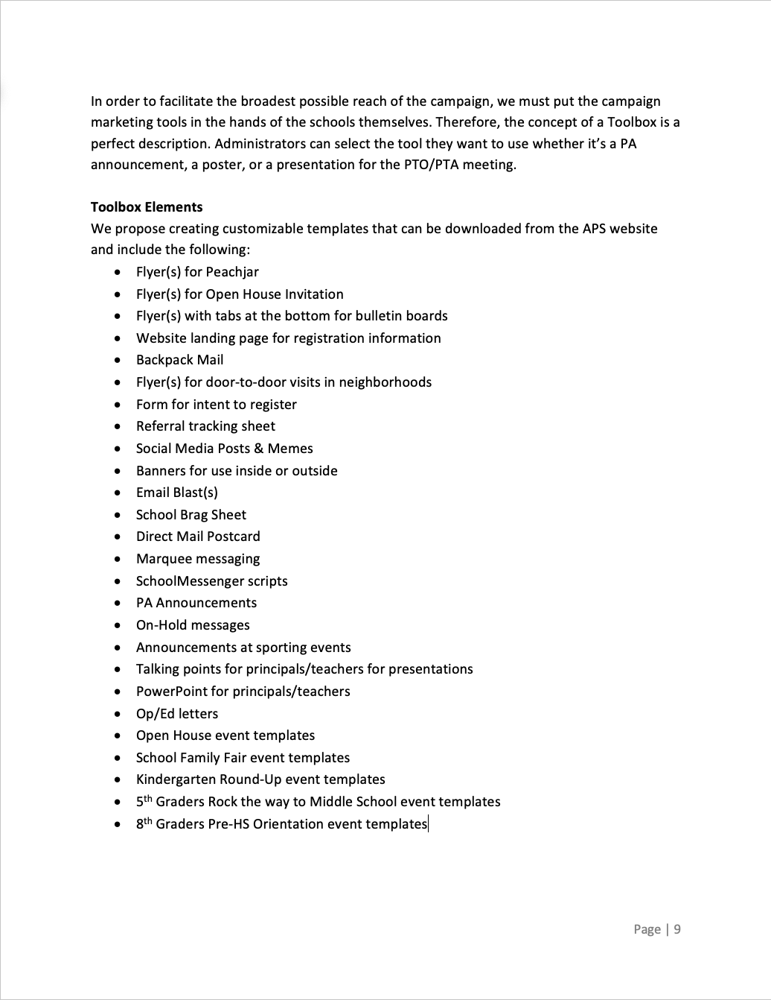 In order to facilitate the broadest possible reach of the campaign, we must put the campaign
marketing tools in the hands of the schools themselves. Therefore, the concept of a Toolbox is a
perfect description. Administrators can select the tool they want to use whether it’s a PA
announcement, a poster, or a presentation for the PTO/PTA meeting.
Toolbox Elements
We propose creating customizable templates that can be downloaded from the APS website
and include the following:
• Flyer(s) for Peachjar
• Flyer(s) for Open House Invitation
• Flyer(s) with tabs at the bottom for bulletin boards
• Website landing page for registration information
• Backpack Mail
• Flyer(s) for door-to-door visits in neighborhoods
• Form for intent to register
• Referral tracking sheet
• Social Media Posts & Memes
• Banners for use inside or outside
• Email Blast(s)
• School Brag Sheet
• Direct Mail Postcard
• Marquee messaging
• SchoolMessenger scripts
• PA Announcements
• On-Hold messages
• Announcements at sporting events
• Talking points for principals/teachers for presentations
• PowerPoint for principals/teachers
• Op/Ed letters
• Open House event templates
• School Family Fair event templates
• Kindergarten Round-Up event templates
• 5th Graders Rock the way to Middle School event templates
• 8th Graders Pre-HS Orientation event templates
Page | 9